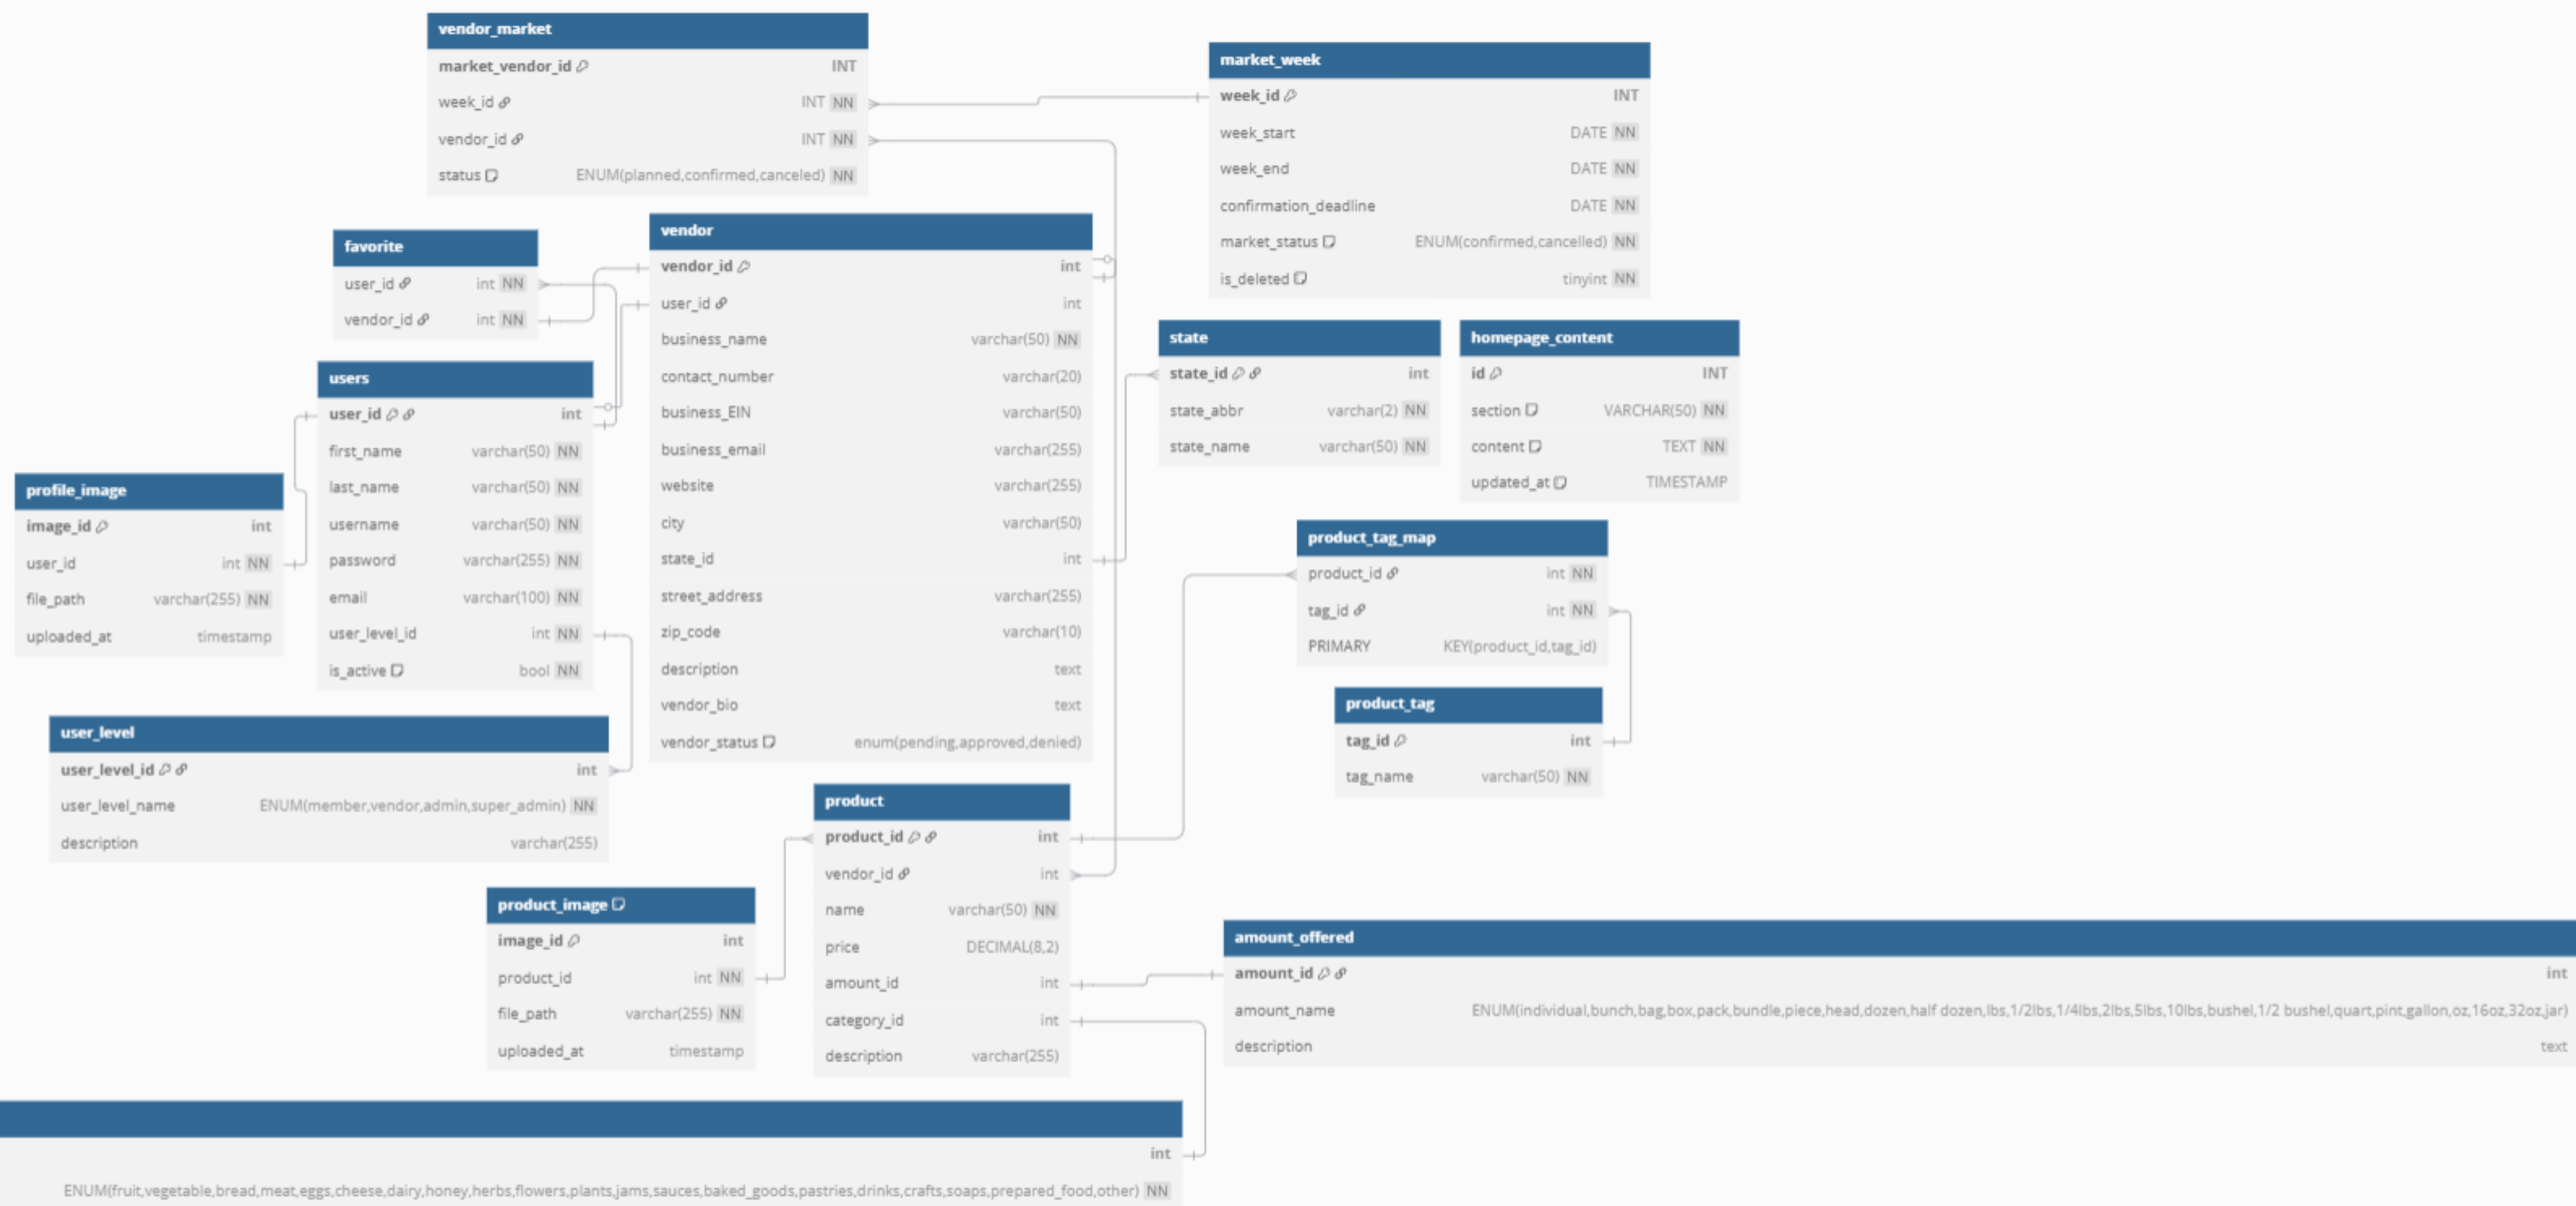 vendor_market
market_vendor_id INT
week_id INT NN
vendor_id INT NN
status ENUM(planned,confirmed,canceled) NN
market_week
week_id INT
week_start DATE NN
week_end DATE NN
confirmation_deadline DATE NN
market_status ENUM(confirmed,cancelled) NN
is_deleted tinyint NN
favorite
user_id int NN
vendor_id int NN
vendor
vendor_id int
user_id int
business_name varchar(50) NN
contact_number varchar(20)
business_EIN varchar(50)
business_email varchar(255)
website varchar(255)
city varchar(50)
state_id int
street_address varchar(255)
zip_code varchar(10)
description text
vendor_bio text
vendor_status enum(pending,approved,denied)
state
state_id int
state_abbr varchar(2) NN
state_name varchar(50) NN
homepage_content
id INT
section VARCHAR(50) NN
content TEXT NN
updated_at TIMESTAMP
users
user_id int
first_name varchar(50) NN
last_name varchar(50) NN
username varchar(50) NN
password varchar(255) NN
email varchar(100) NN
user_level_id int NN
is_active bool NN
profile_image
image_id int
user_id int NN
file_path varchar(255) NN
uploaded_at timestamp
product_tag_map
product_id int NN
tag_id int NN
PRIMARY KEY(product_id,tag_id)
product_tag
tag_id int
tag_name varchar(50) NN
user_level
user_level_id int
user_level_name ENUM(member,vendor,admin,super_admin) NN
description varchar(255)
product
product_id int
vendor_id int
name varchar(50) NN
price DECIMAL(8,2)
amount_id int
category_id int
description varchar(255)
product_image
image_id int
product_id int NN
file_path varchar(255) NN
uploaded_at timestamp
amount_offered
amount_id int
amount_name ENUM(individual,bunch,bag,box,pack,bundle,piece,head,dozen,half dozen,lbs,1/2lbs,1/4lbs,2lbs,5lbs,10lbs,bushel,1/2 bushel,quart,pint,gallon,oz,16oz,32oz,jar)
description text
int
ENUM(fruit,vegetable,bread,meat,eggs,cheese,dairy,honey,herbs,flowers,plants,jams,sauces,baked_goods,pastries,drinks,crafts,soaps,prepared_food,other) NN